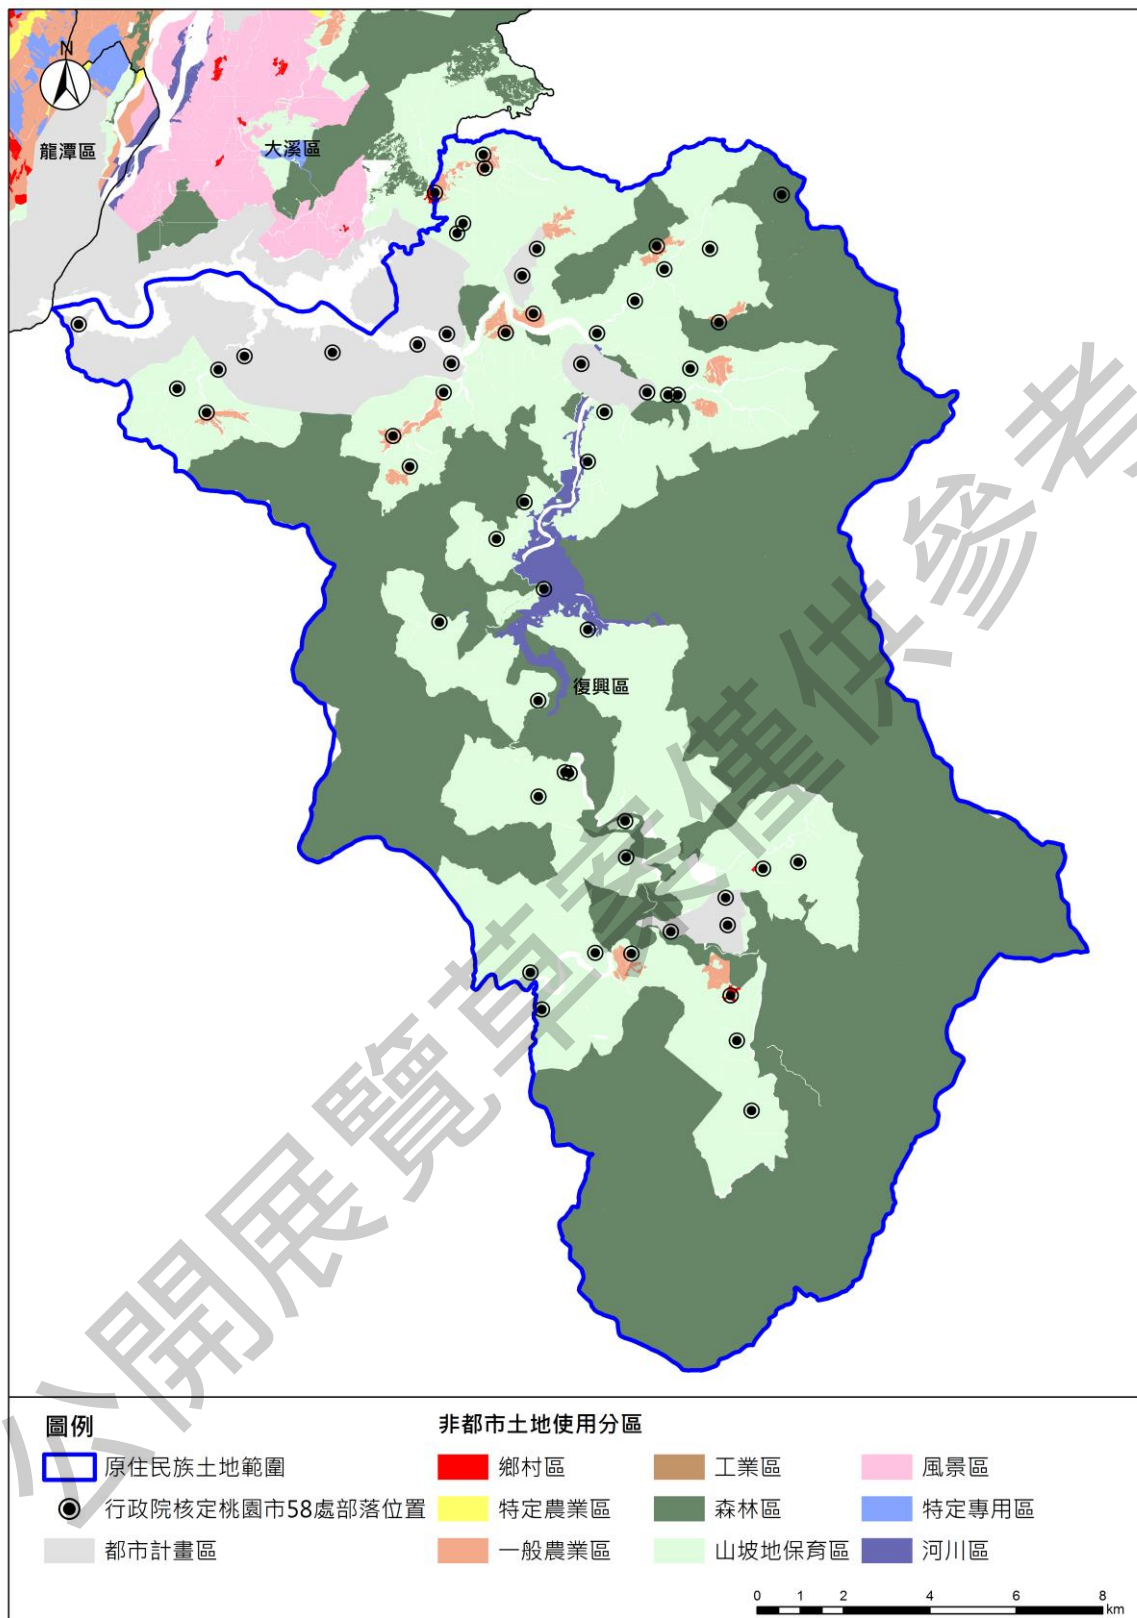 N
龍潭區
大溪區
復興區
公開展覽草案僅供參考
圖例
原住民族土地範圍
行政院核定桃園市58處部落位置
都市計畫區
非都市土地使用分區
鄉村區
工業區
風景區
特定農業區
森林區
特定專用區
一般農業區
山坡地保育區
河川區
0 1 2 4 6 8
km